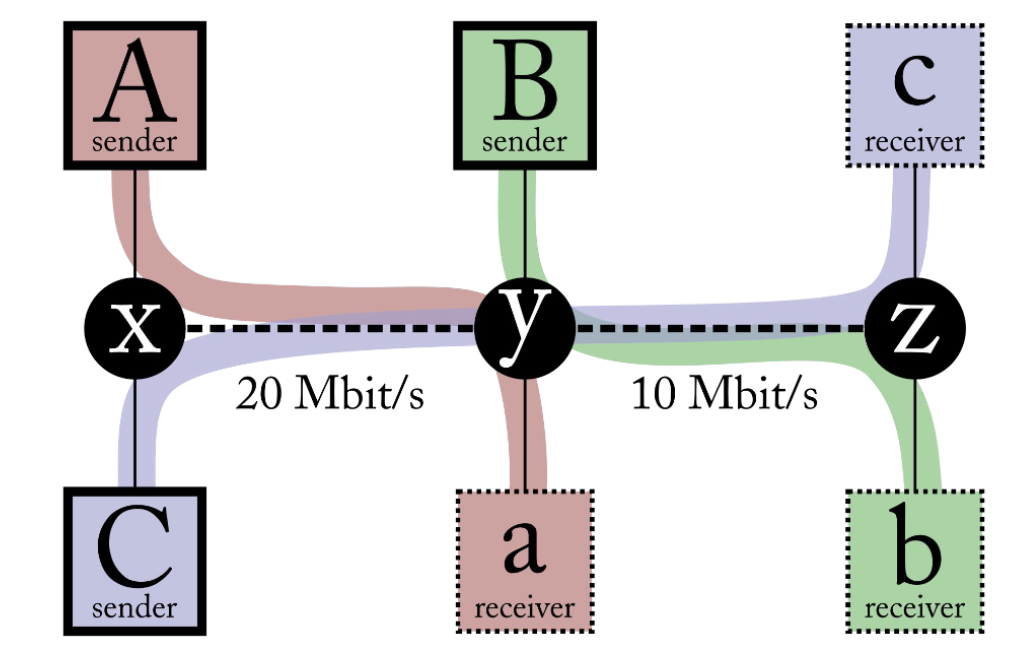 A
sender
B
sender
c
receiver
x
y
z
20 Mbit/s
10 Mbit/s
C
sender
a
receiver
b
receiver